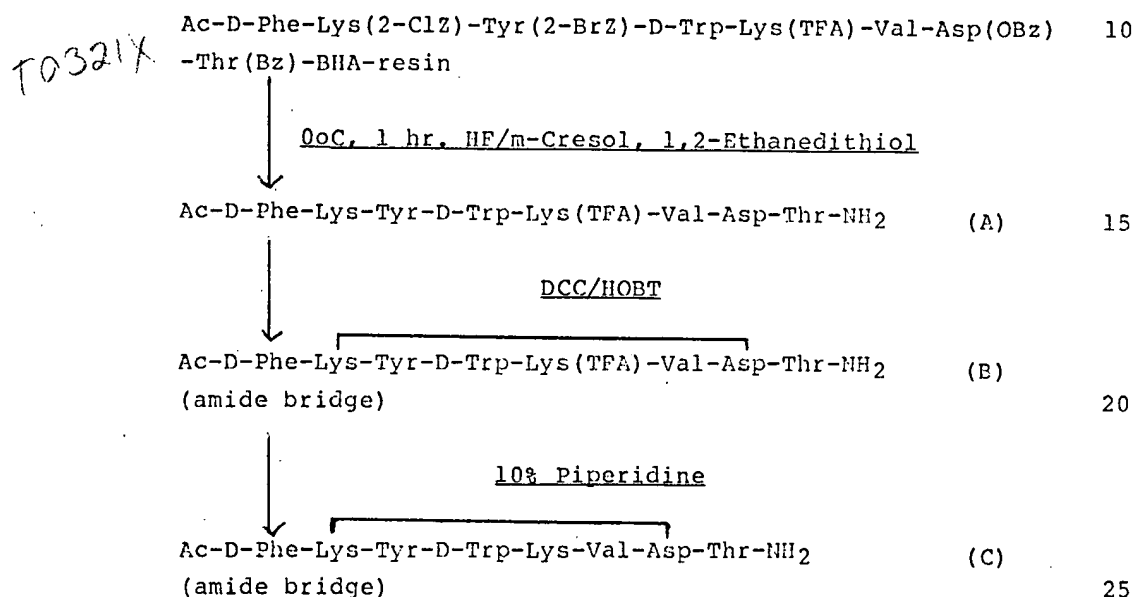 Ac-D-Phe-Lys(2-ClZ)-Tyr(2-BrZ)-D-Trp-Lys(TFA)-Val-Asp(OBz) 10
T0321X
-Thr(Bz)-BHA-resin
0oC, 1 hr. HF/m-Cresol, 1,2-Ethanedithiol
Ac-D-Phe-Lys-Tyr-D-Trp-Lys(TFA)-Val-Asp-Thr-NH2 (A) 15
DCC/HOBT
Ac-D-Phe-Lys-Tyr-D-Trp-Lys(TFA)-Val-Asp-Thr-NH2 (B)
(amide bridge) 20
10% Piperidine
Ac-D-Phe-Lys-Tyr-D-Trp-Lys-Val-Asp-Thr-NH2 (C)
(amide bridge) 25